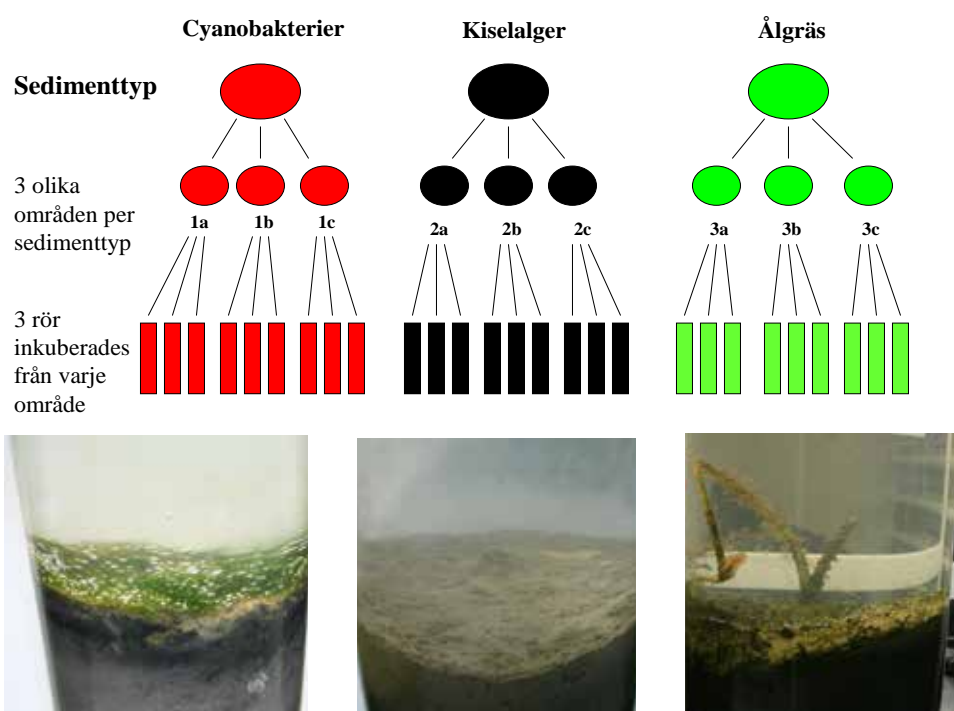 Cyanobakterier
Kiselalger
Ålgräs
Sedimenttyp
3 olika
områden per
sedimenttyp
1a
1b
1c
2a
2b
2c
3a
3b
3c
3 rör
inkuberades
från varje
område